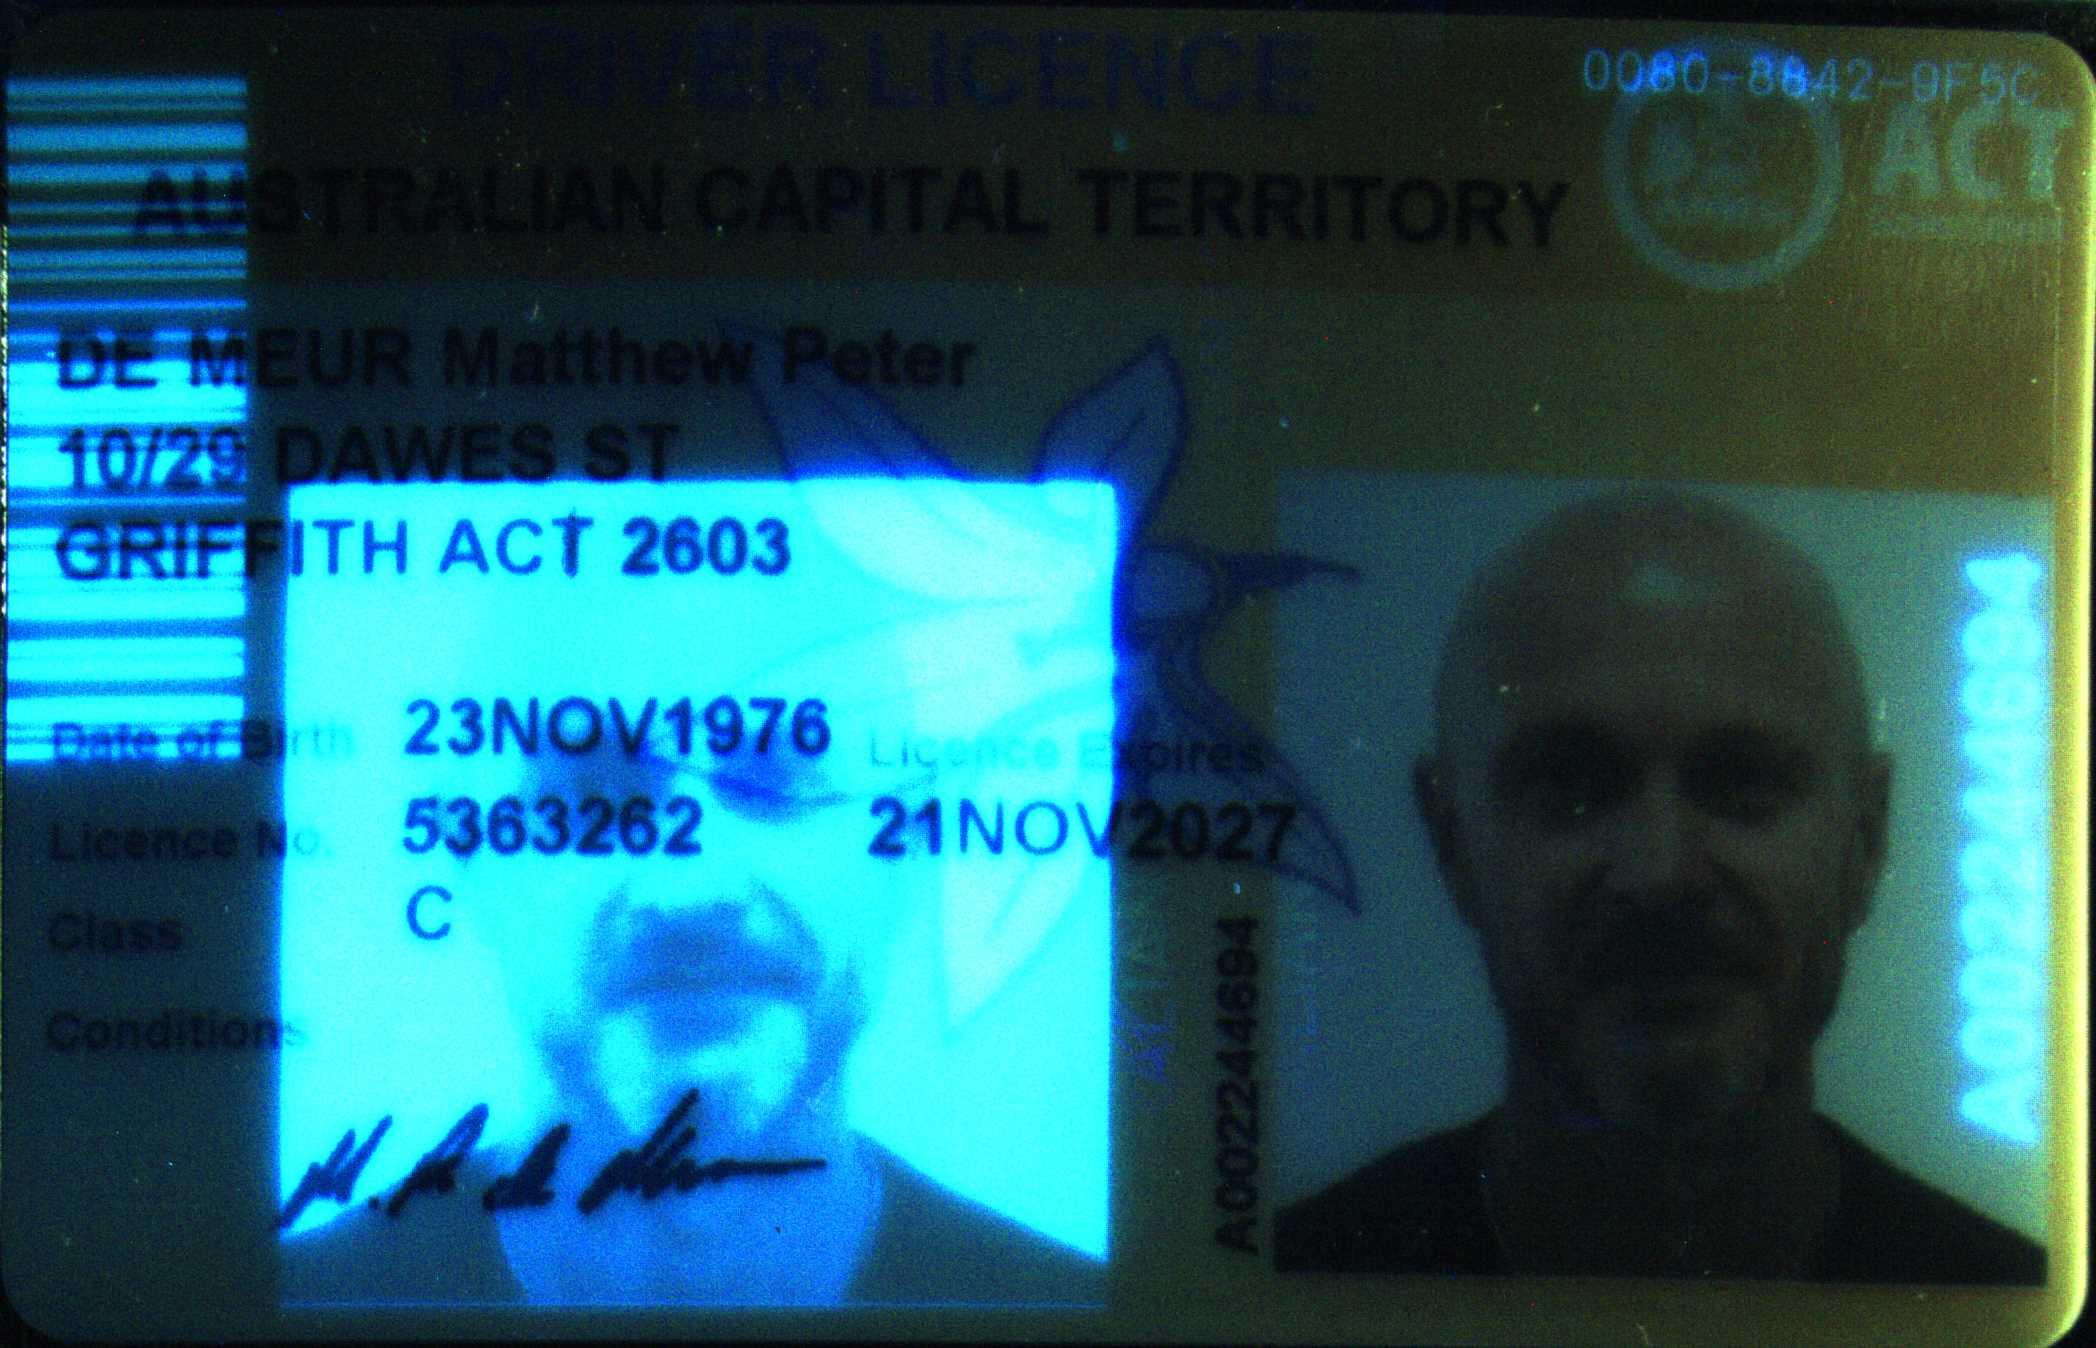 DRIVER LICENCE
0080-8842-9F5C
ACT
Government
AUSTRALIAN CAPITAL TERRITORY
DE MEUR Matthew Peter
10/29 DAWES ST
GRIFFITH ACT 2603
Date of Birth 23NOV1976 Licence Expires
Licence No. 5363262 21NOV2027
Class C
Conditions
A002244694
A002244694